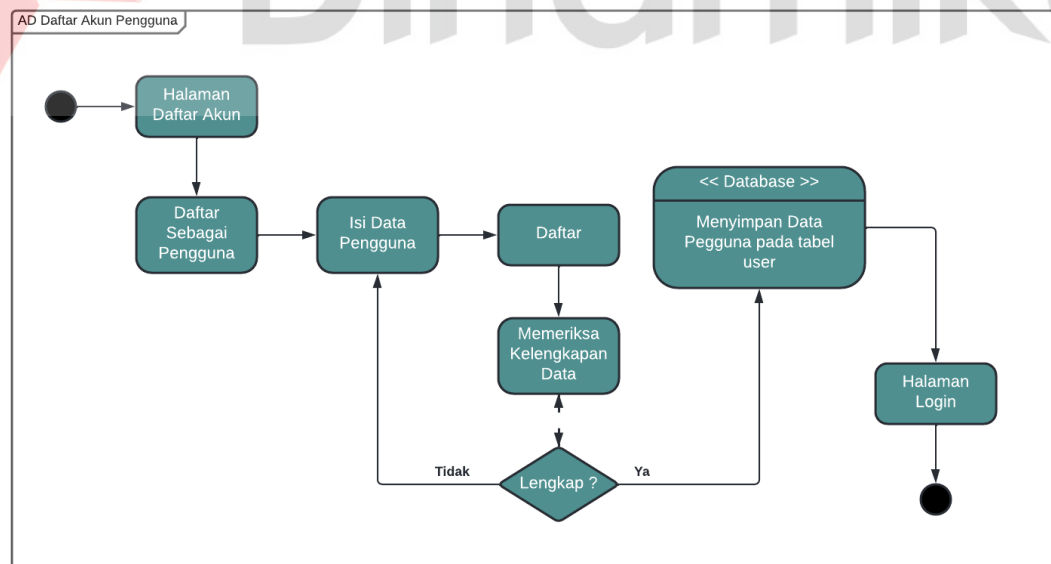 AD Daftar Akun Pengguna
Halaman
Daftar Akun
Daftar
Sebagai
Pengguna
Isi Data
Pengguna
Daftar
Memeriksa
Kelengkapan
Data
Lengkap ?
Tidak
Ya
<< Database >>
Menyimpan Data
Pegguna pada tabel
user
Halaman
Login